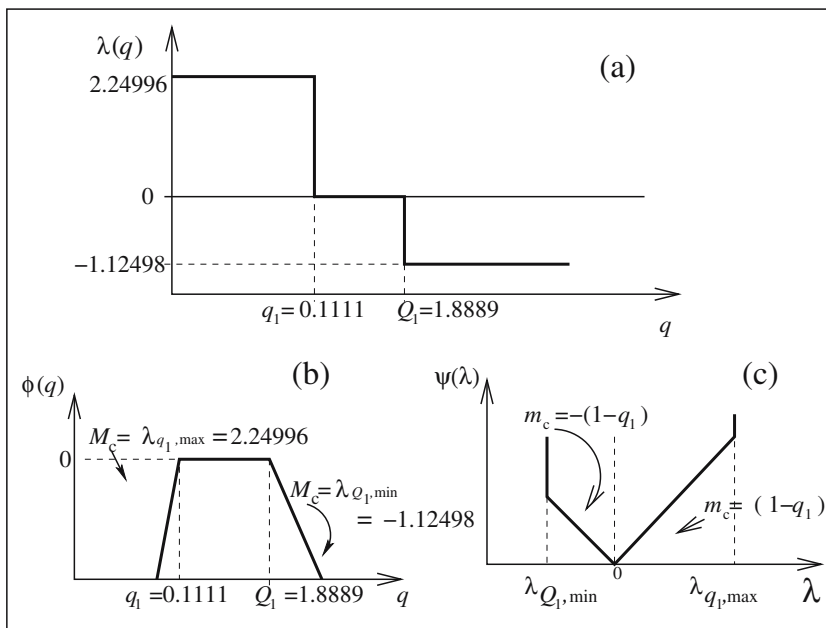 λ(q)
(a)
2.24996
0
−1.12498
q₁=0.1111 Q₁=1.8889
q
(b)
ϕ(q)
M_c= λ_{q₁,max} =2.24996
0
M_c=λ_{Q₁,min}
= −1.12498
q₁=0.1111 Q₁=1.8889 q
(c)
ψ(λ)
m_c=−(1−q₁)
m_c= (1−q₁)
0
λ_{Q₁,min} λ_{q₁,max} λ